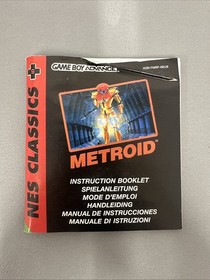 GAME BOY ADVANCE
NES CLASSICS
METROID
INSTRUCTION BOOKLET
SPIELANLEITUNG
MODE D'EMPLOI
HANDLEIDING
MANUAL DE INSTRUCCIONES
MANUALE DI ISTRUZIONI